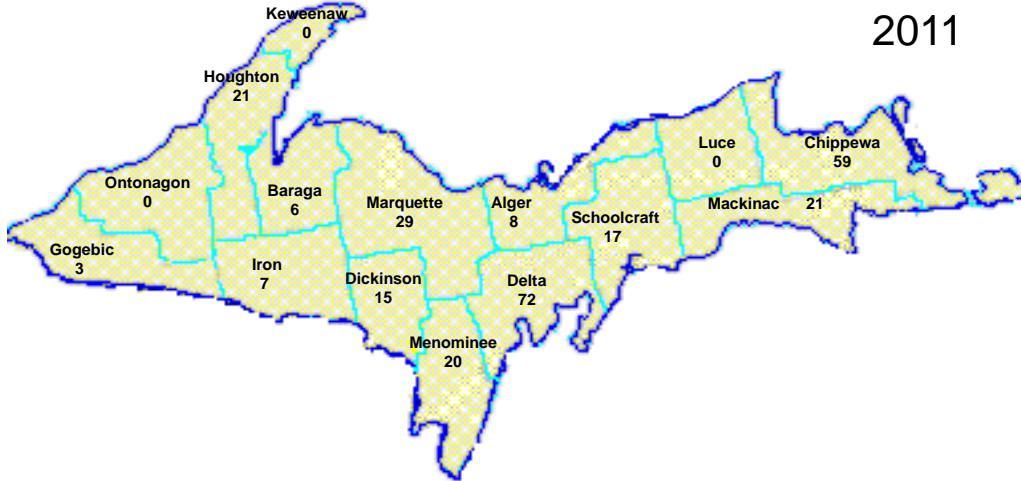 Keweenaw
0
2011
Houghton
21
Luce
0
Chippewa
59
Ontonagon
0
Baraga
6
Marquette
29
Alger
8
Schoolcraft
17
Mackinac 21
Gogebic
3
Iron
7
Dickinson
15
Delta
72
Menominee
20